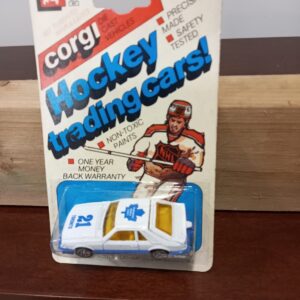 corgi
DIE
CAST
VEHICLES
PRECISION
MADE
SAFETY
TESTED
Hockey
trading cars!
NON-TOXIC
PAINTS
ONE YEAR
MONEY
BACK WARRANTY
21